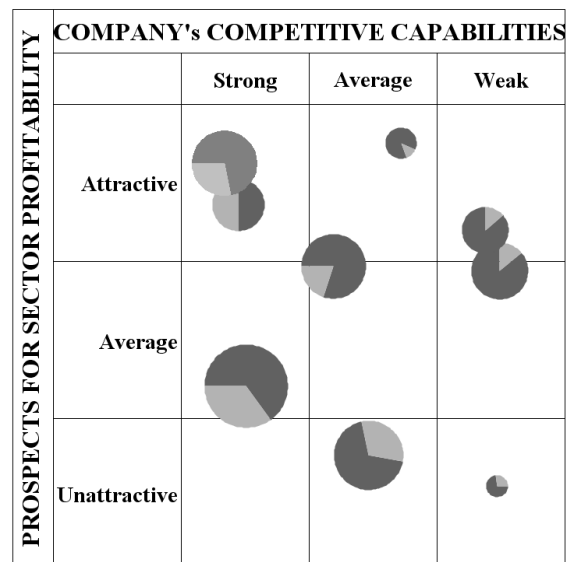 COMPANY's COMPETITIVE CAPABILITIES
Strong Average Weak
PROSPECTS FOR SECTOR PROFITABILITY
Attractive
Average
Unattractive